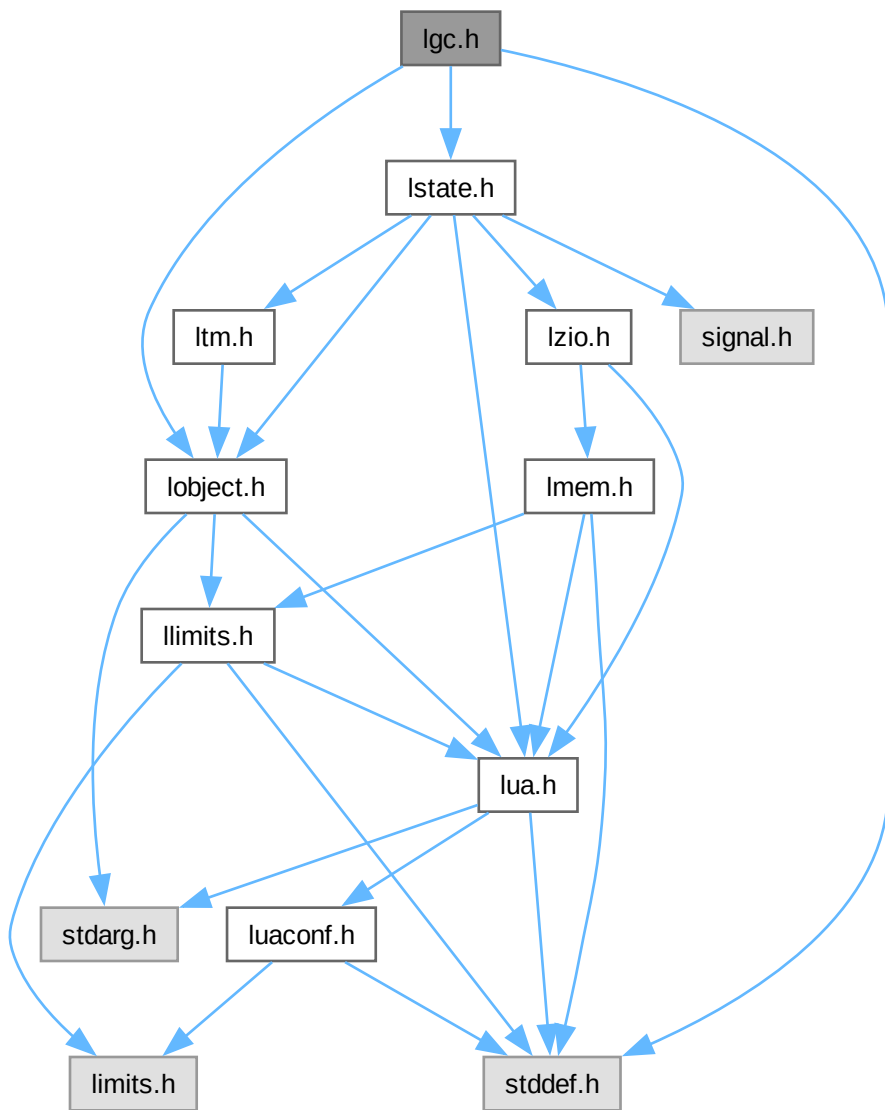 lgc.h
lstate.h
ltm.h
lzio.h
signal.h
lobject.h
lmem.h
llimits.h
lua.h
stdarg.h
luaconf.h
limits.h
stddef.h